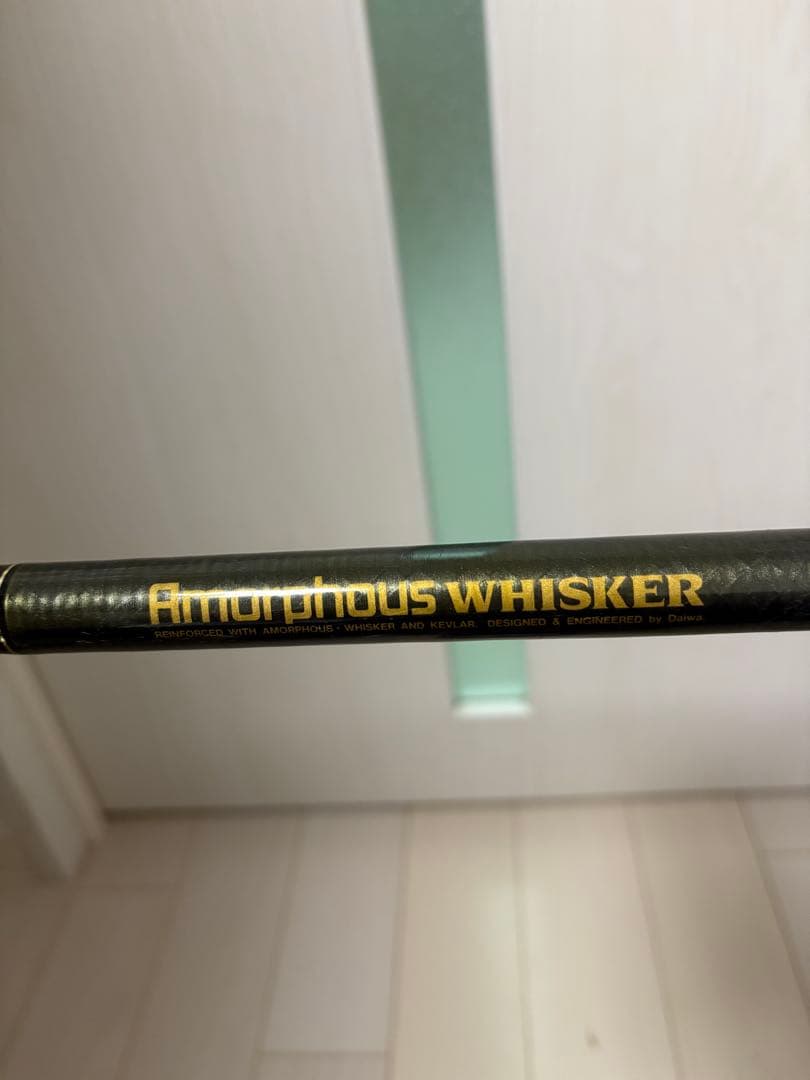 Amorphous WHISKER
REINFORCED WITH AMORPHOUS · WHISKER AND KEVLAR, DESIGNED & ENGINEERED by Daiwa